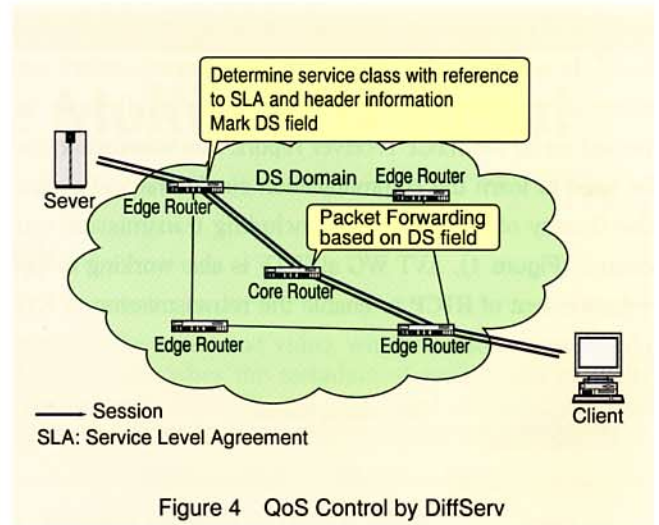 Determine service class with reference
to SLA and header information
Mark DS field
DS Domain
Edge Router
Sever
Edge Router
Packet Forwarding
based on DS field
Core Router
Edge Router
Edge Router
Client
Session
SLA: Service Level Agreement
Figure 4 QoS Control by DiffServ